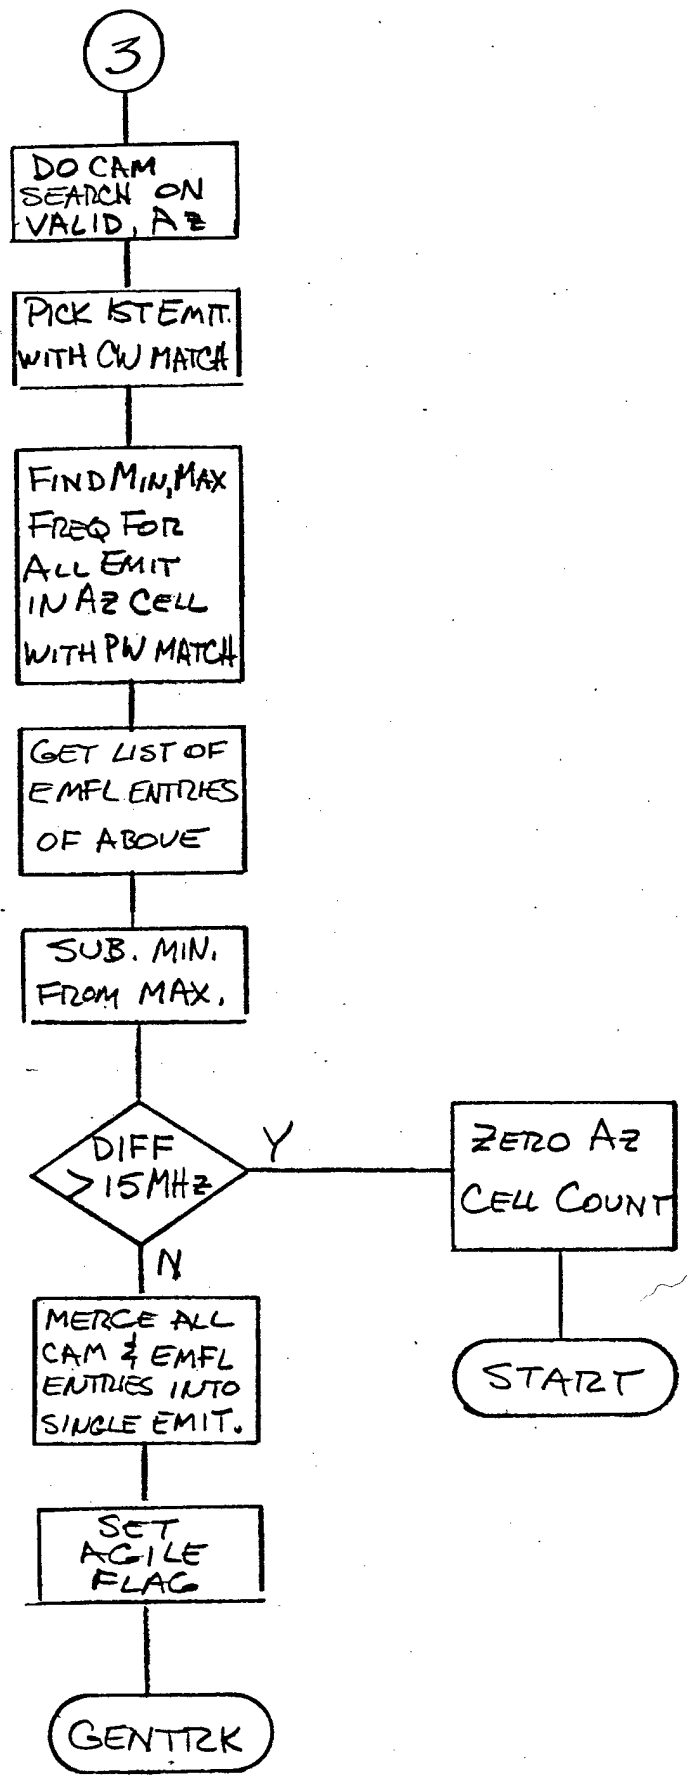 3
DO CAM
SEARCH ON
VALID, AZ
PICK 1ST EMIT.
WITH CW MATCH
FIND MIN, MAX
FREQ FOR
ALL EMIT
IN AZ CELL
WITH PW MATCH
GET LIST OF
EMFL ENTRIES
OF ABOVE
SUB. MIN.
FROM MAX.
DIFF
>15 MHZ
Y
ZERO AZ
CELL COUNT
START
N
MERGE ALL
CAM & EMFL
ENTRIES INTO
SINGLE EMIT.
SET
AGILE
FLAG
GENTRK